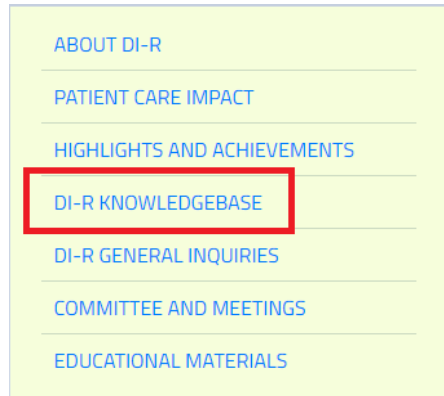 ABOUT DI-R
PATIENT CARE IMPACT
HIGHLIGHTS AND ACHIEVEMENTS
DI-R KNOWLEDGEBASE
DI-R GENERAL INQUIRIES
COMMITTEE AND MEETINGS
EDUCATIONAL MATERIALS